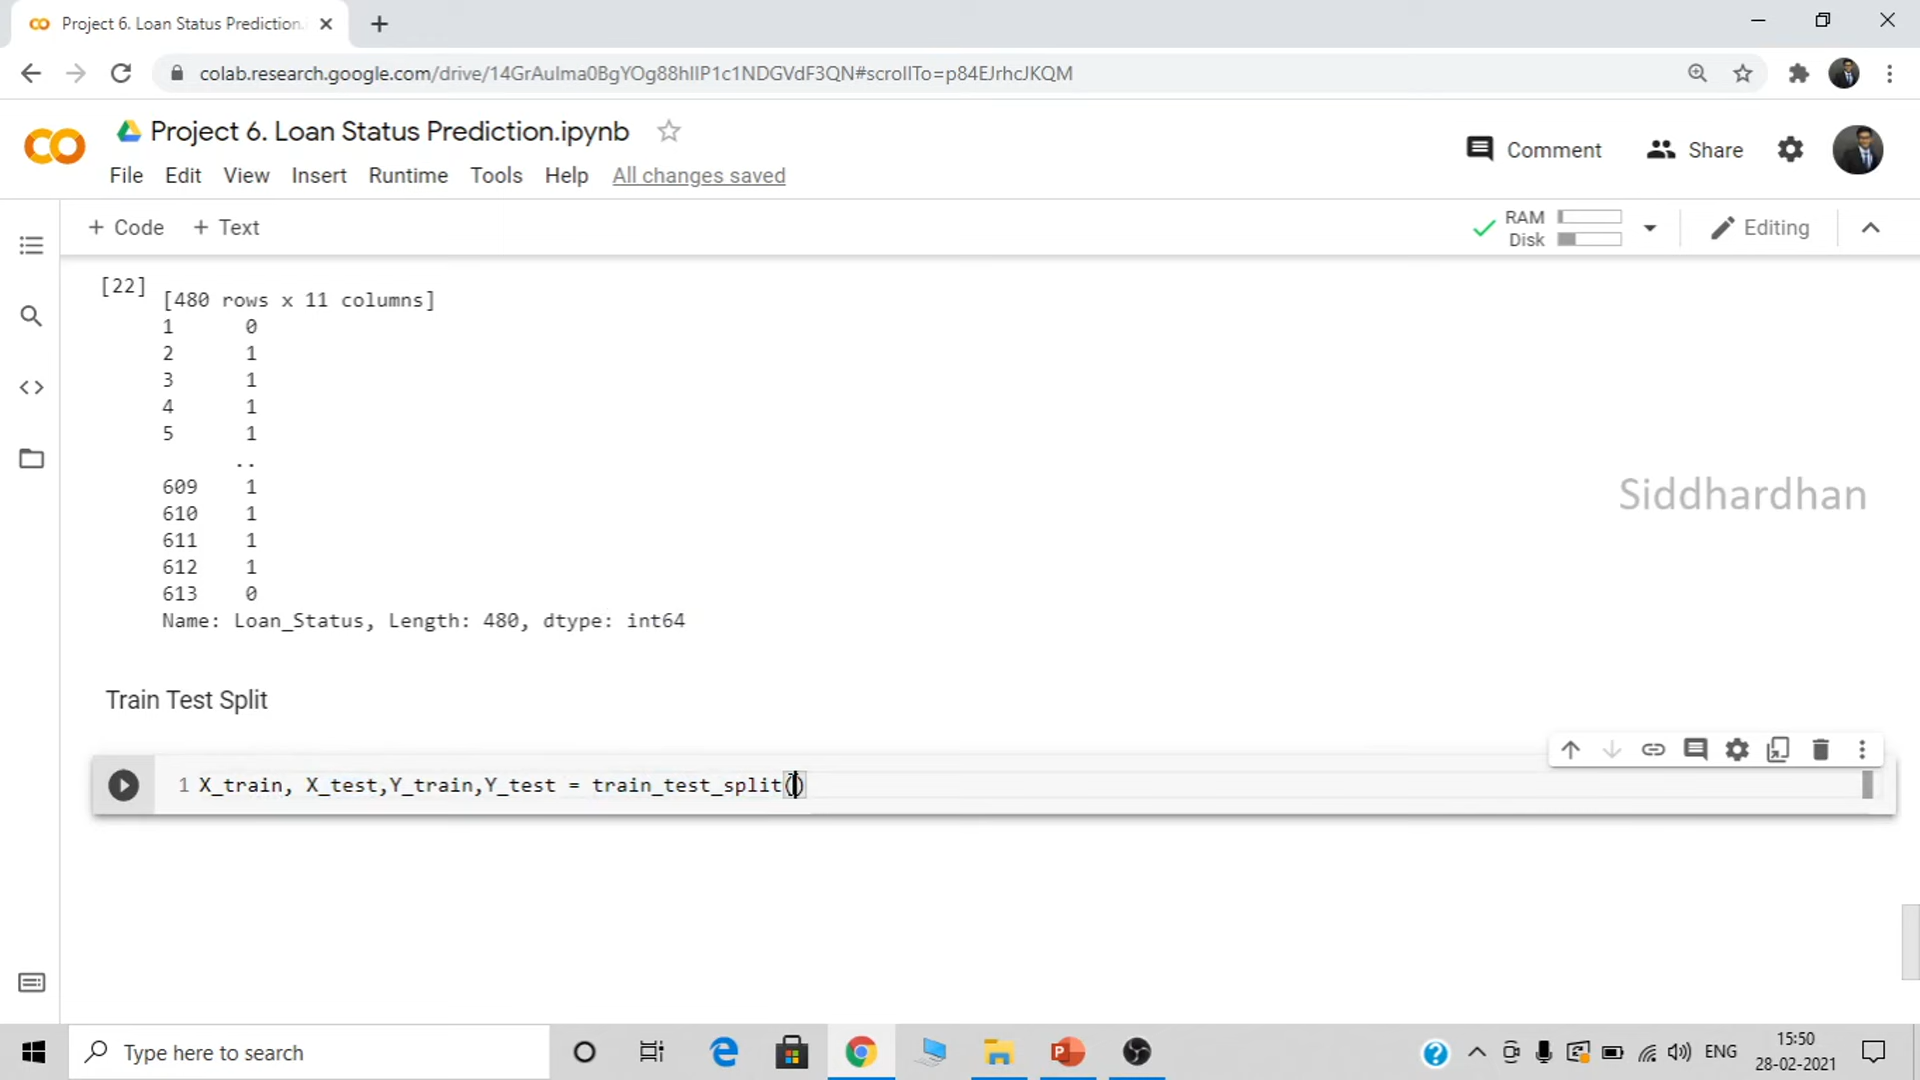 Project 6. Loan Status Prediction.
colab.research.google.com/drive/14GrAulma0BgYOg88hIIP1c1NDGVdF3QN#scrollTo=p84EJrhcJKQM
CO
Project 6. Loan Status Prediction.ipynb
Comment
Share
File Edit View Insert Runtime Tools Help All changes saved
+ Code + Text
RAM
Disk
Editing
[22]
[480 rows x 11 columns]
1 0
2 1
3 1
4 1
5 1
..
609 1
610 1
611 1
612 1
613 0
Name: Loan_Status, Length: 480, dtype: int64
Siddhardhan
Train Test Split
1 X_train, X_test,Y_train,Y_test = train_test_split()
Type here to search
ENG
15:50
28-02-2021